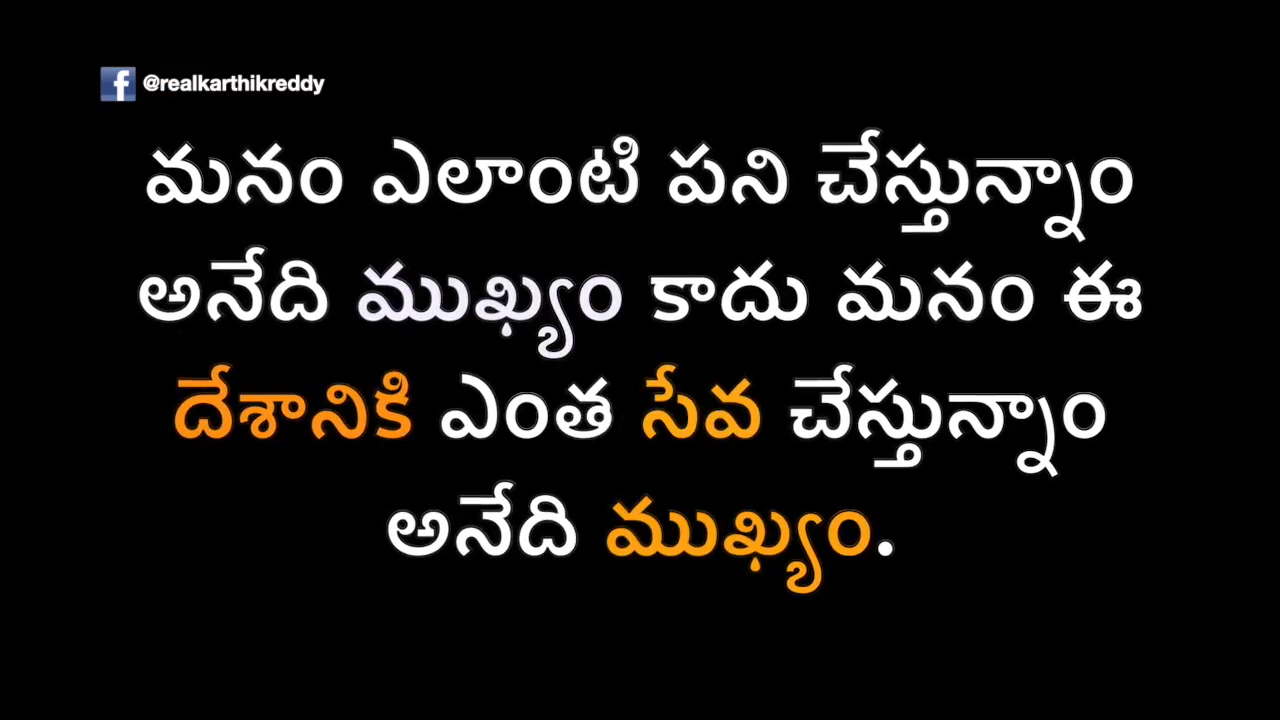 @realkarthikreddy
మనం ఎలాంటి పని చేస్తున్నాం
అనేది ముఖ్యం కాదు మనం ఈ
దేశానికి ఎంత సేవ చేస్తున్నాం
అనేది ముఖ్యం.